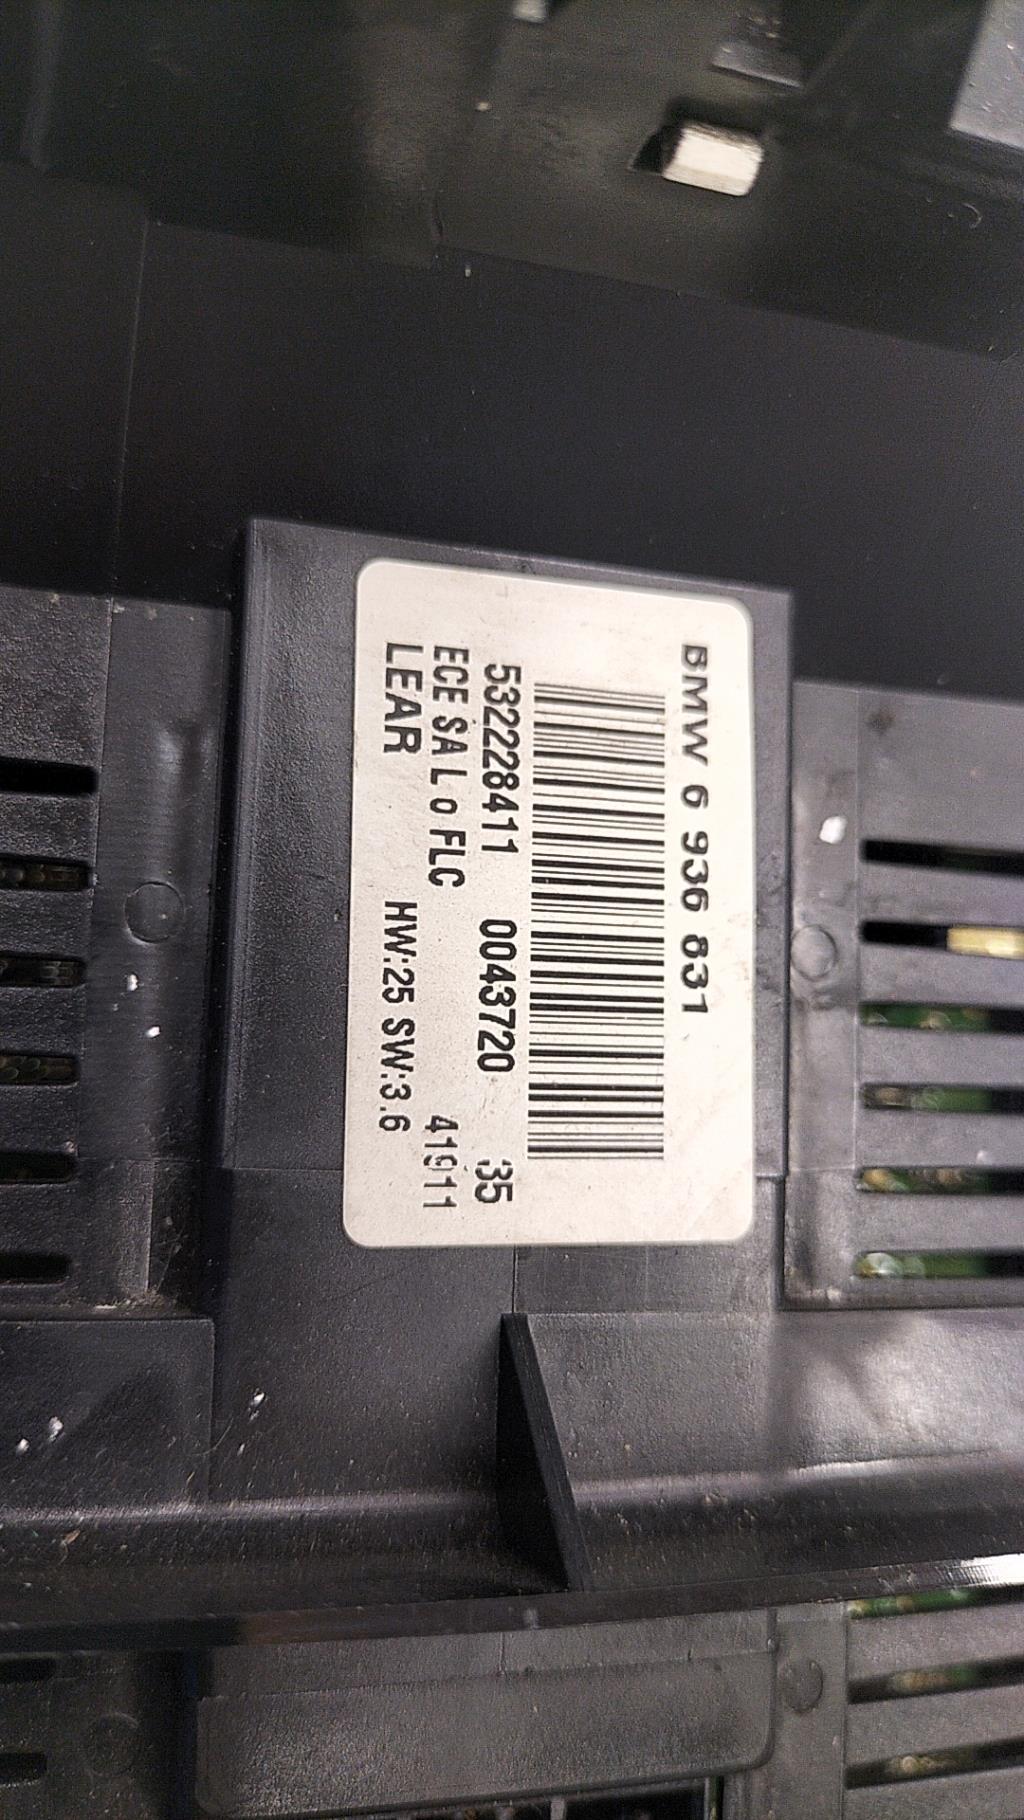 BMW 6 936 831
532228411 0043720 35
ECE SA L o FLC 41911
LEAR HW:25 SW:3.6